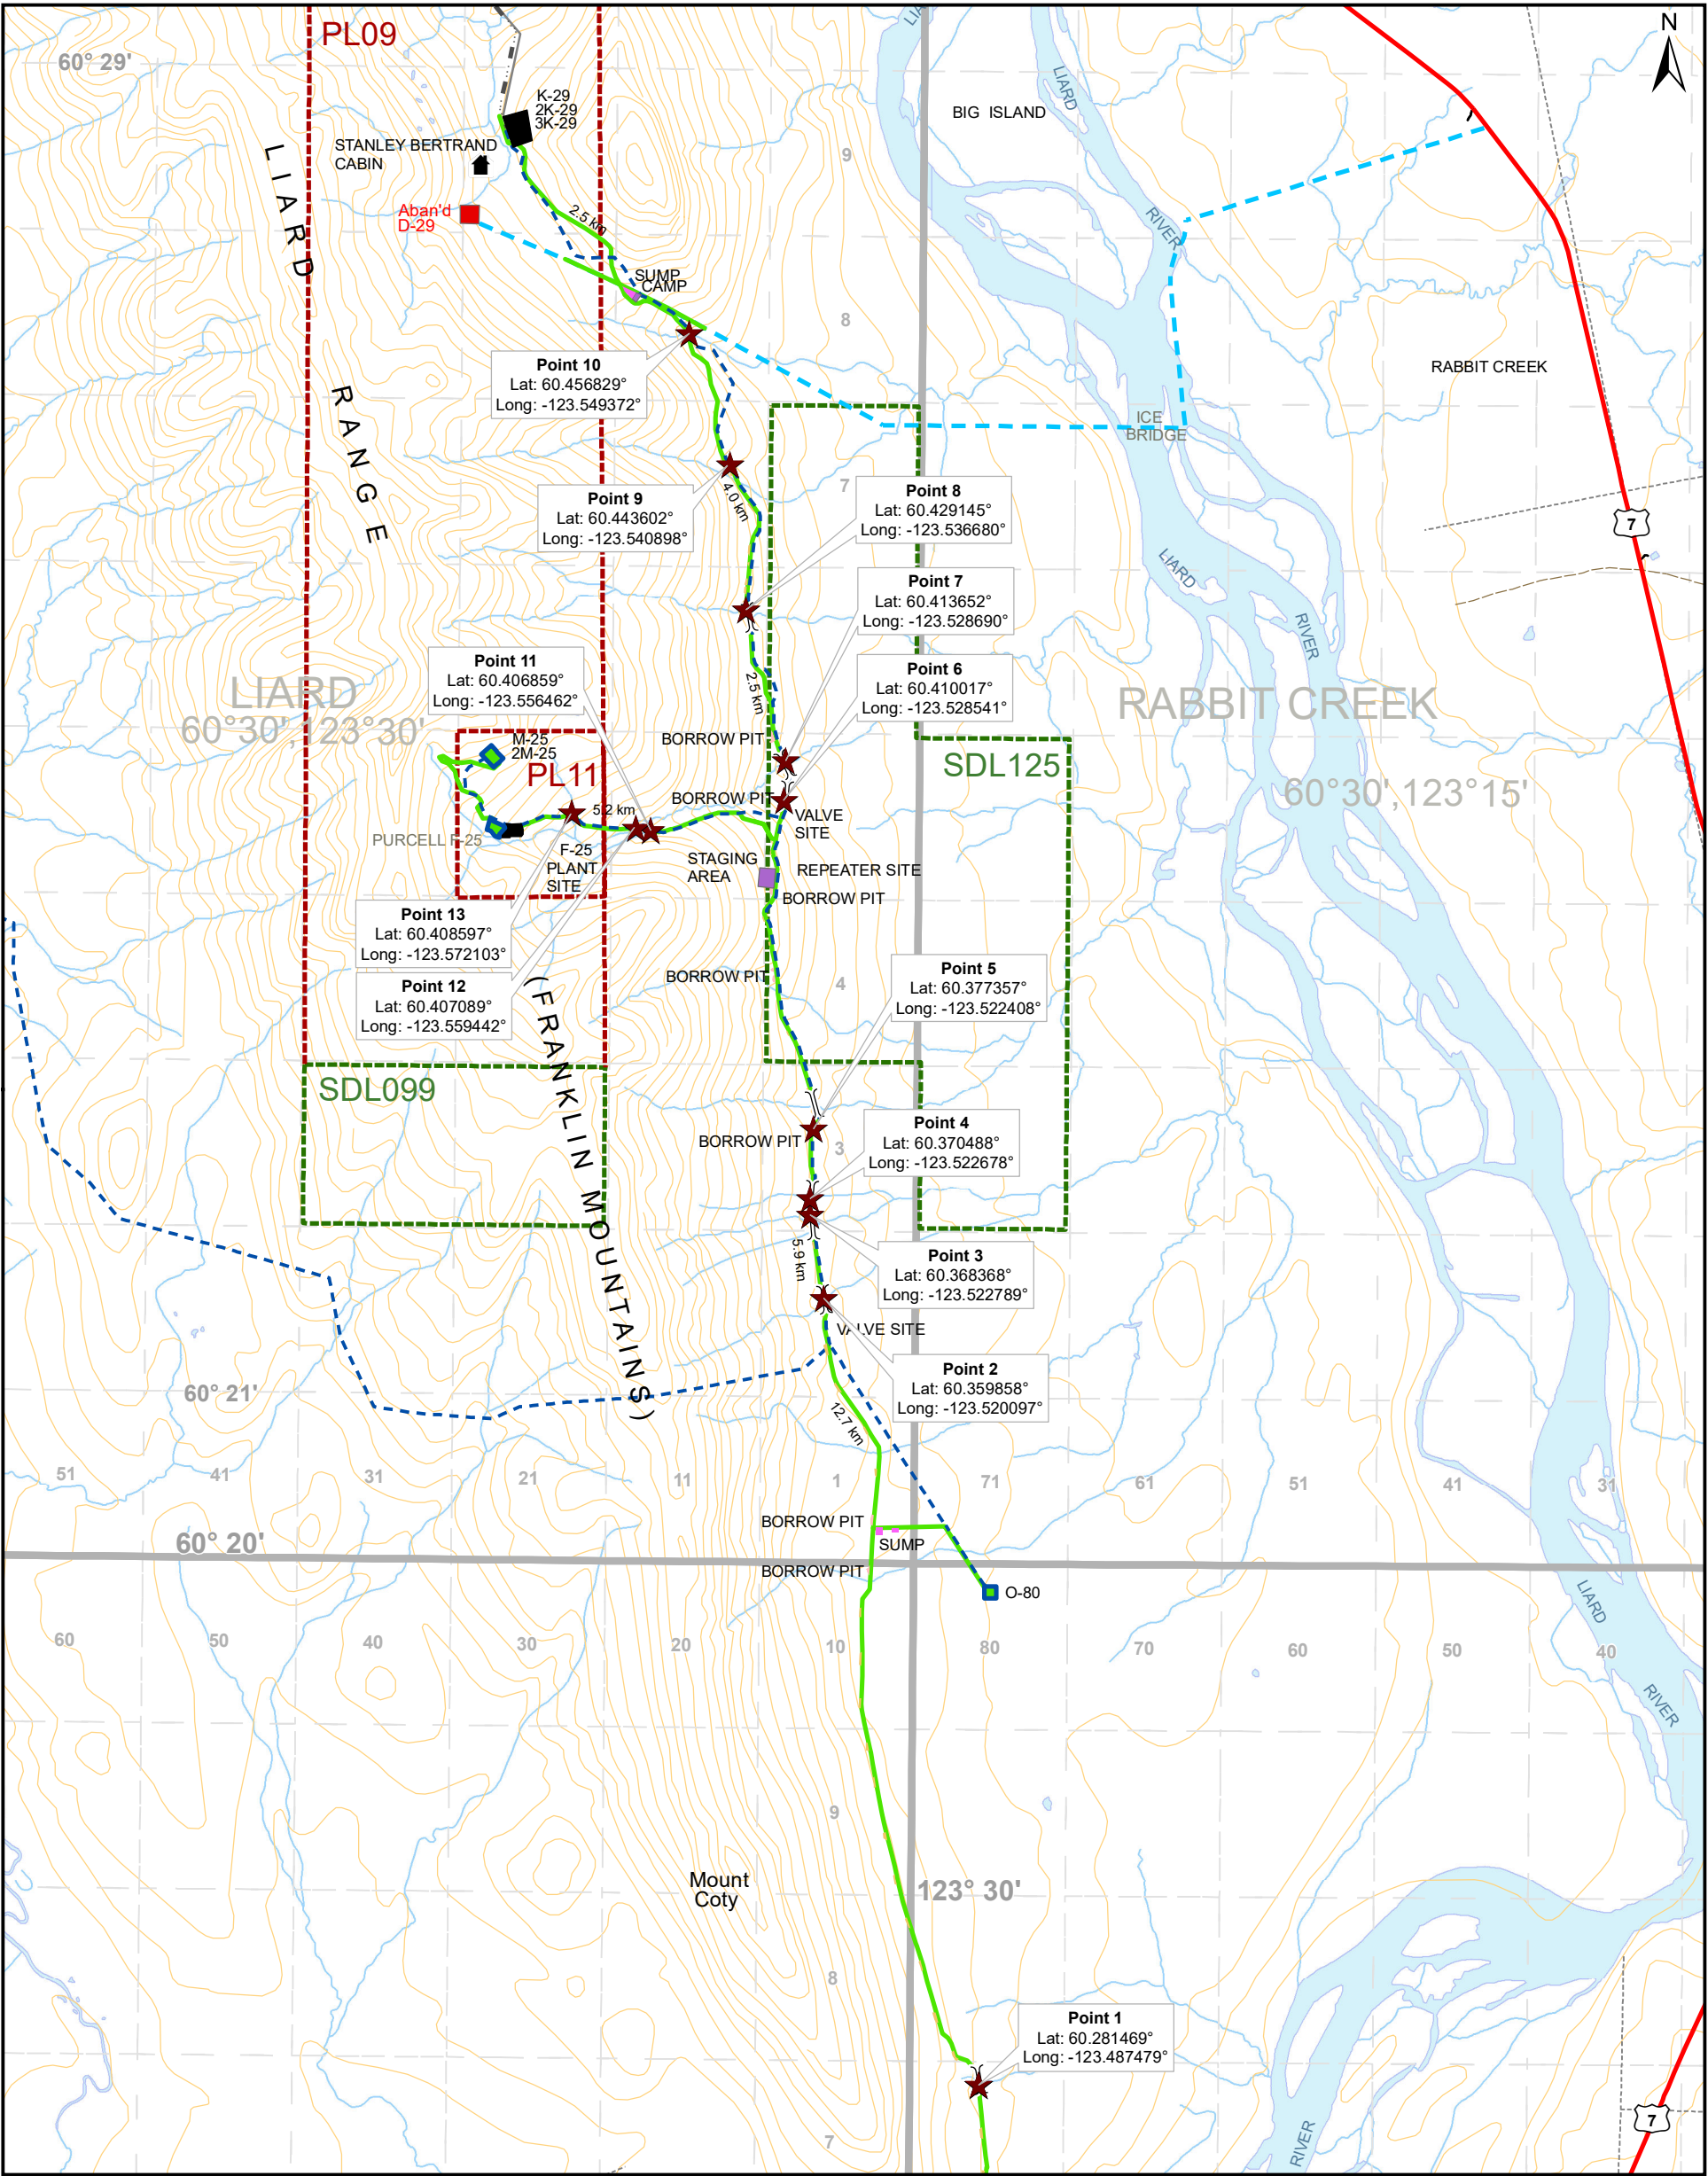 N
PL09
60° 29'
LIARD
BIG ISLAND
K-29
2K-29
3K-29
STANLEY BERTRAND
CABIN
9
LIARD RANGE
Aban'd
D-29
2.5 km
RIVER
SUMP
CAMP
8
Point 10
Lat: 60.456829°
Long: -123.549372°
RABBIT CREEK
ICE
BRIDGE
7
Point 9
Lat: 60.443602°
Long: -123.540898°
4.0 km
Point 8
Lat: 60.429145°
Long: -123.536680°
7
LIARD
RIVER
Point 7
Lat: 60.413652°
Long: -123.528690°
Point 11
Lat: 60.406859°
Long: -123.556462°
Point 6
Lat: 60.410017°
Long: -123.528541°
LIARD
60°30',123°30'
2.5 km
RABBIT CREEK
60°30',123°15'
BORROW PIT
M-25
2M-25
PL11
SDL125
BORROW PIT
5.2 km
VALVE
SITE
PURCELL F-25
F-25
PLANT
SITE
STAGING
AREA
REPEATER SITE
BORROW PIT
Point 13
Lat: 60.408597°
Long: -123.572103°
Point 12
Lat: 60.407089°
Long: -123.559442°
BORROW PIT
4
Point 5
Lat: 60.377357°
Long: -123.522408°
(FRANKLIN MOUNTAINS)
SDL099
BORROW PIT
3
Point 4
Lat: 60.370488°
Long: -123.522678°
5.9 km
Point 3
Lat: 60.368368°
Long: -123.522789°
VALVE SITE
Point 2
Lat: 60.359858°
Long: -123.520097°
60° 21'
12.7 km
51 41 31 21 11 1 71 61 51 41 31
BORROW PIT
SUMP
60° 20'
BORROW PIT
O-80
LIARD
60 50 40 30 20 10 80 70 60 50 40
RIVER
9
Mount
Coty
123° 30'
8
Point 1
Lat: 60.281469°
Long: -123.487479°
7
RIVER
7